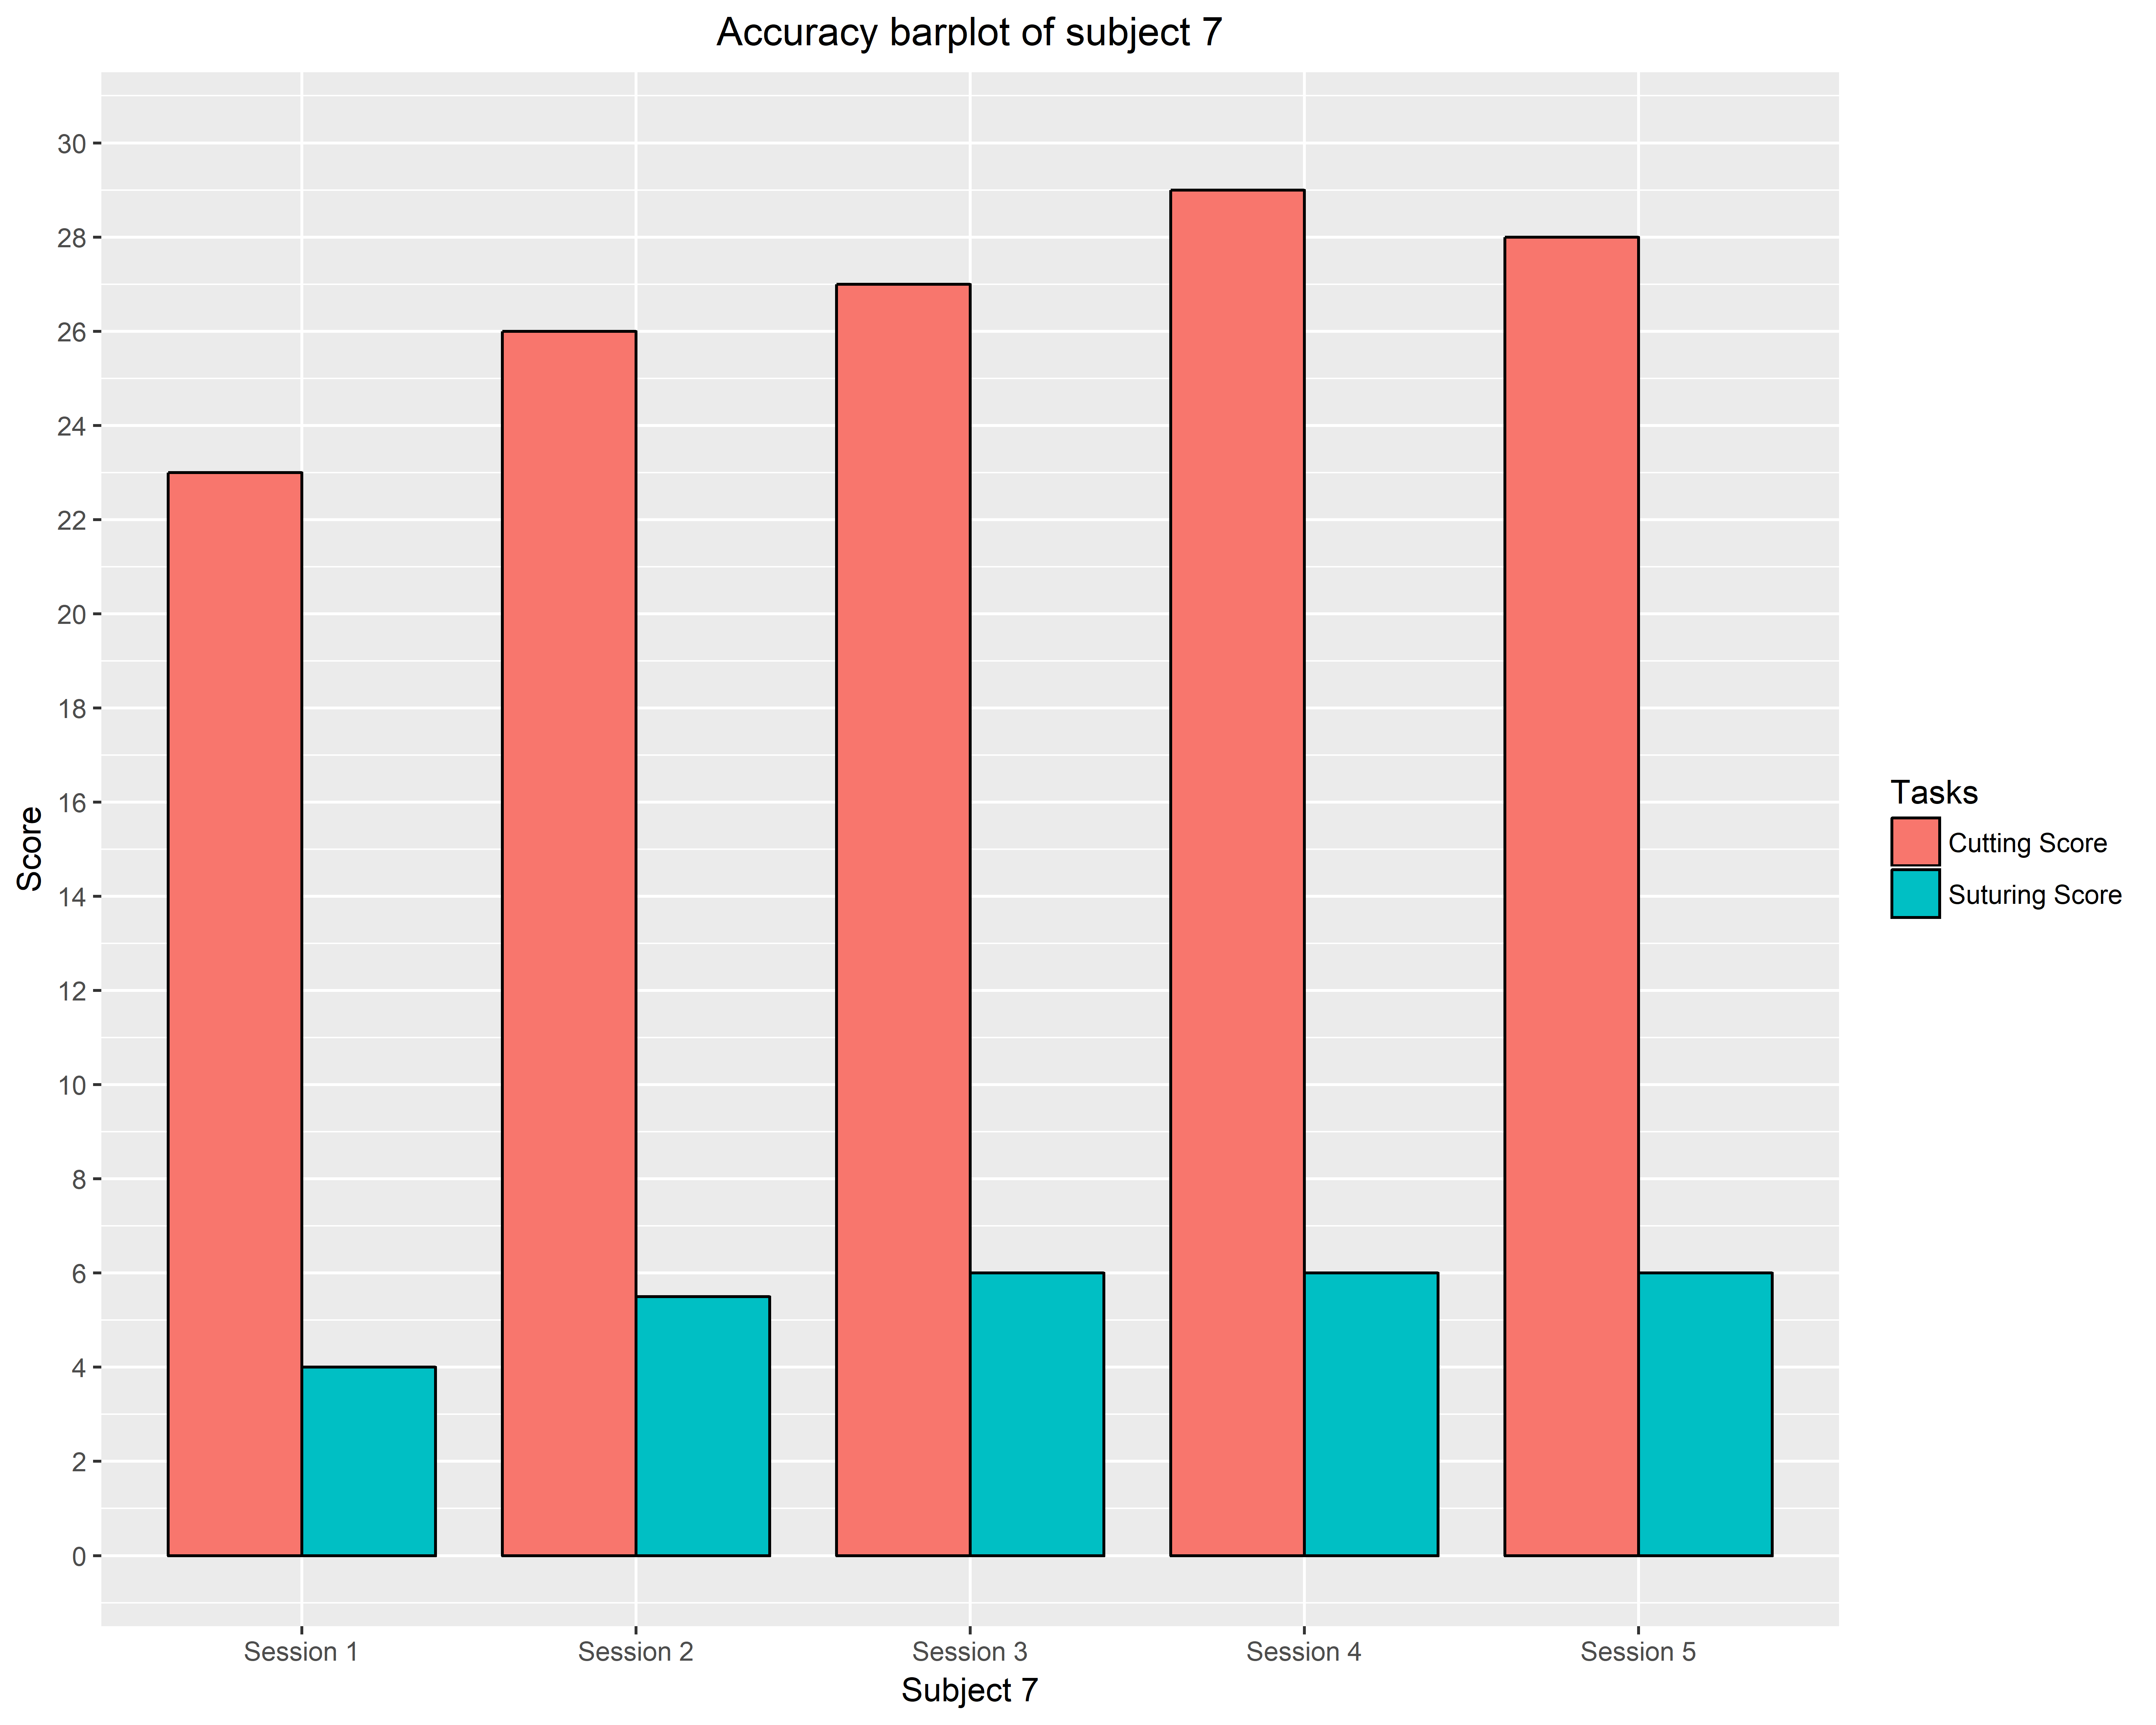 Accuracy barplot of subject 7
30
28
26
24
22
20
18
16
14
12
10
8
6
4
2
0
Score
Session 1
Session 2
Session 3
Session 4
Session 5
Subject 7
Tasks
Cutting Score
Suturing Score